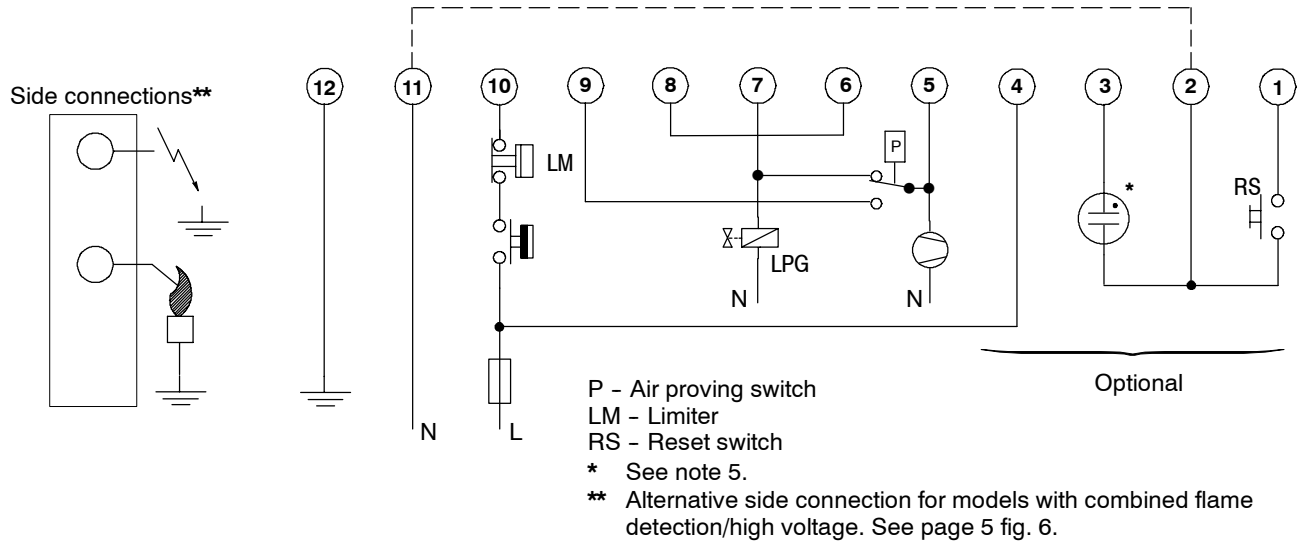 12 11 10 9 8 7 6 5 4 3 2 1
Side connections**
P
LM
*
RS
LPG
N N
Optional
N L
P - Air proving switch
LM - Limiter
RS - Reset switch
* See note 5.
** Alternative side connection for models with combined flame
detection/high voltage. See page 5 fig. 6.